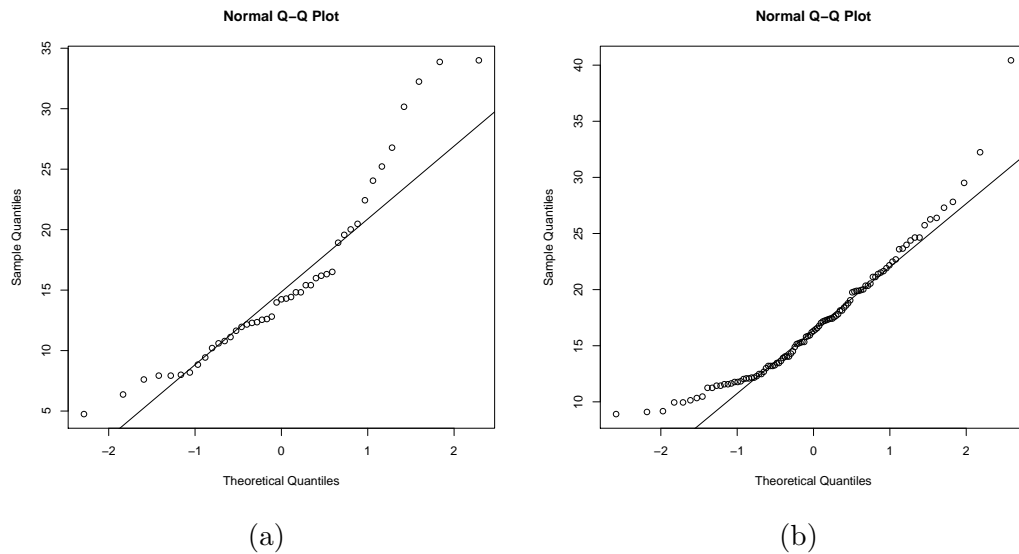 Normal Q−Q Plot
Sample Quantiles
35
30
25
20
15
10
5
−2 −1 0 1 2
Theoretical Quantiles
(a)
Normal Q−Q Plot
Sample Quantiles
40
35
30
25
20
15
10
−2 −1 0 1 2
Theoretical Quantiles
(b)